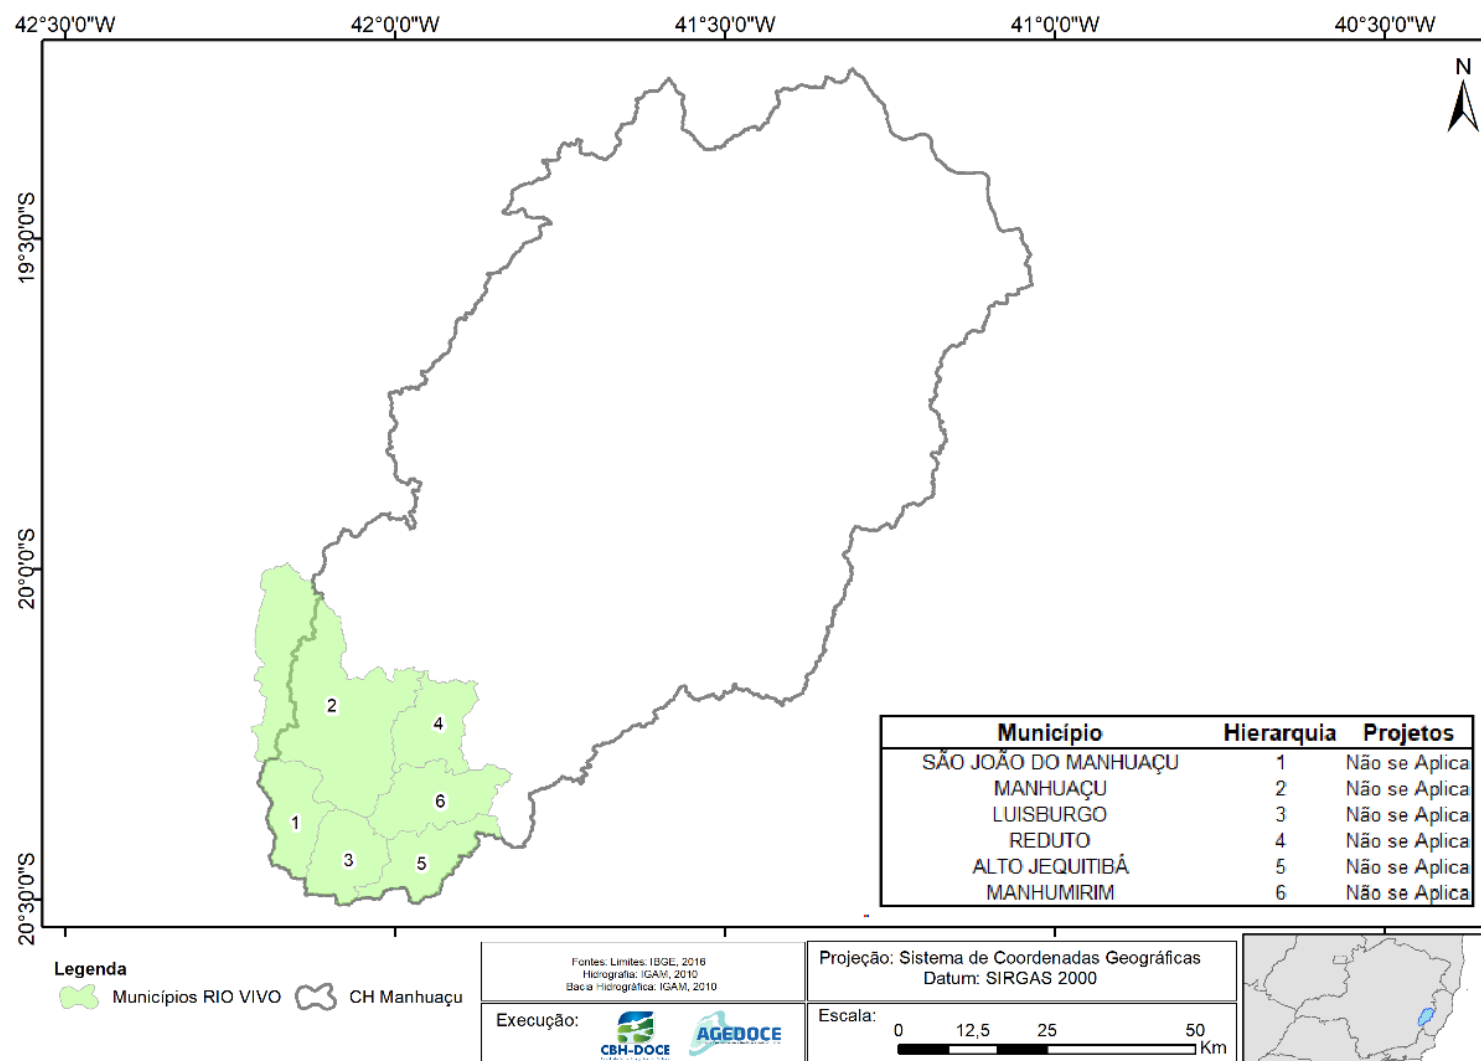 42°30'0"W 42°0'0"W 41°30'0"W 41°0'0"W 40°30'0"W
N
19°30'0"S
20°0'0"S
20°30'0"S
2
4
6
1
3
5
Município Hierarquia Projetos
SÃO JOÃO DO MANHUAÇU 1 Não se Aplica
MANHUAÇU 2 Não se Aplica
LUISBURGO 3 Não se Aplica
REDUTO 4 Não se Aplica
ALTO JEQUITIBÁ 5 Não se Aplica
MANHUMIRIM 6 Não se Aplica
Legenda
Municípios RIO VIVO CH Manhuaçu
Fontes: Limites: IBGE, 2016
Hidrografia: IGAM, 2010
Bacia Hidrográfica: IGAM, 2010
Execução:
CBH-DOCE
AGEDOCE
Projeção: Sistema de Coordenadas Geográficas
Datum: SIRGAS 2000
Escala:
0 12,5 25 50
Km